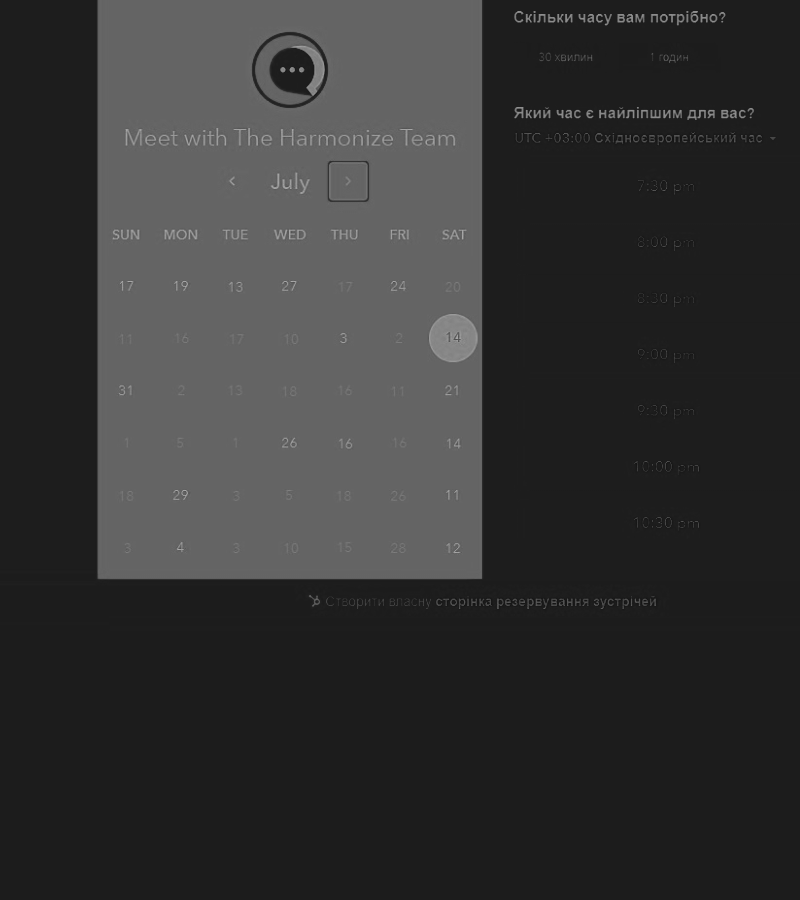 Meet with The Harmonize Team
July
SUN MON TUE WED THU FRI SAT
17 19 13 27 17 24 20
11 16 17 10 3 2 14
31 2 13 18 16 11 21
1 5 1 26 16 16 14
18 29 3 5 18 26 11
3 4 3 10 15 28 12
Скільки часу вам потрібно?
30 хвилин 1 годин
Який час є найліпшим для вас?
UTC +03:00 Східноєвропейський час
7:30 pm
8:00 pm
8:30 pm
9:00 pm
9:30 pm
10:00 pm
10:30 pm
Створити власну сторінка резервування зустрічей